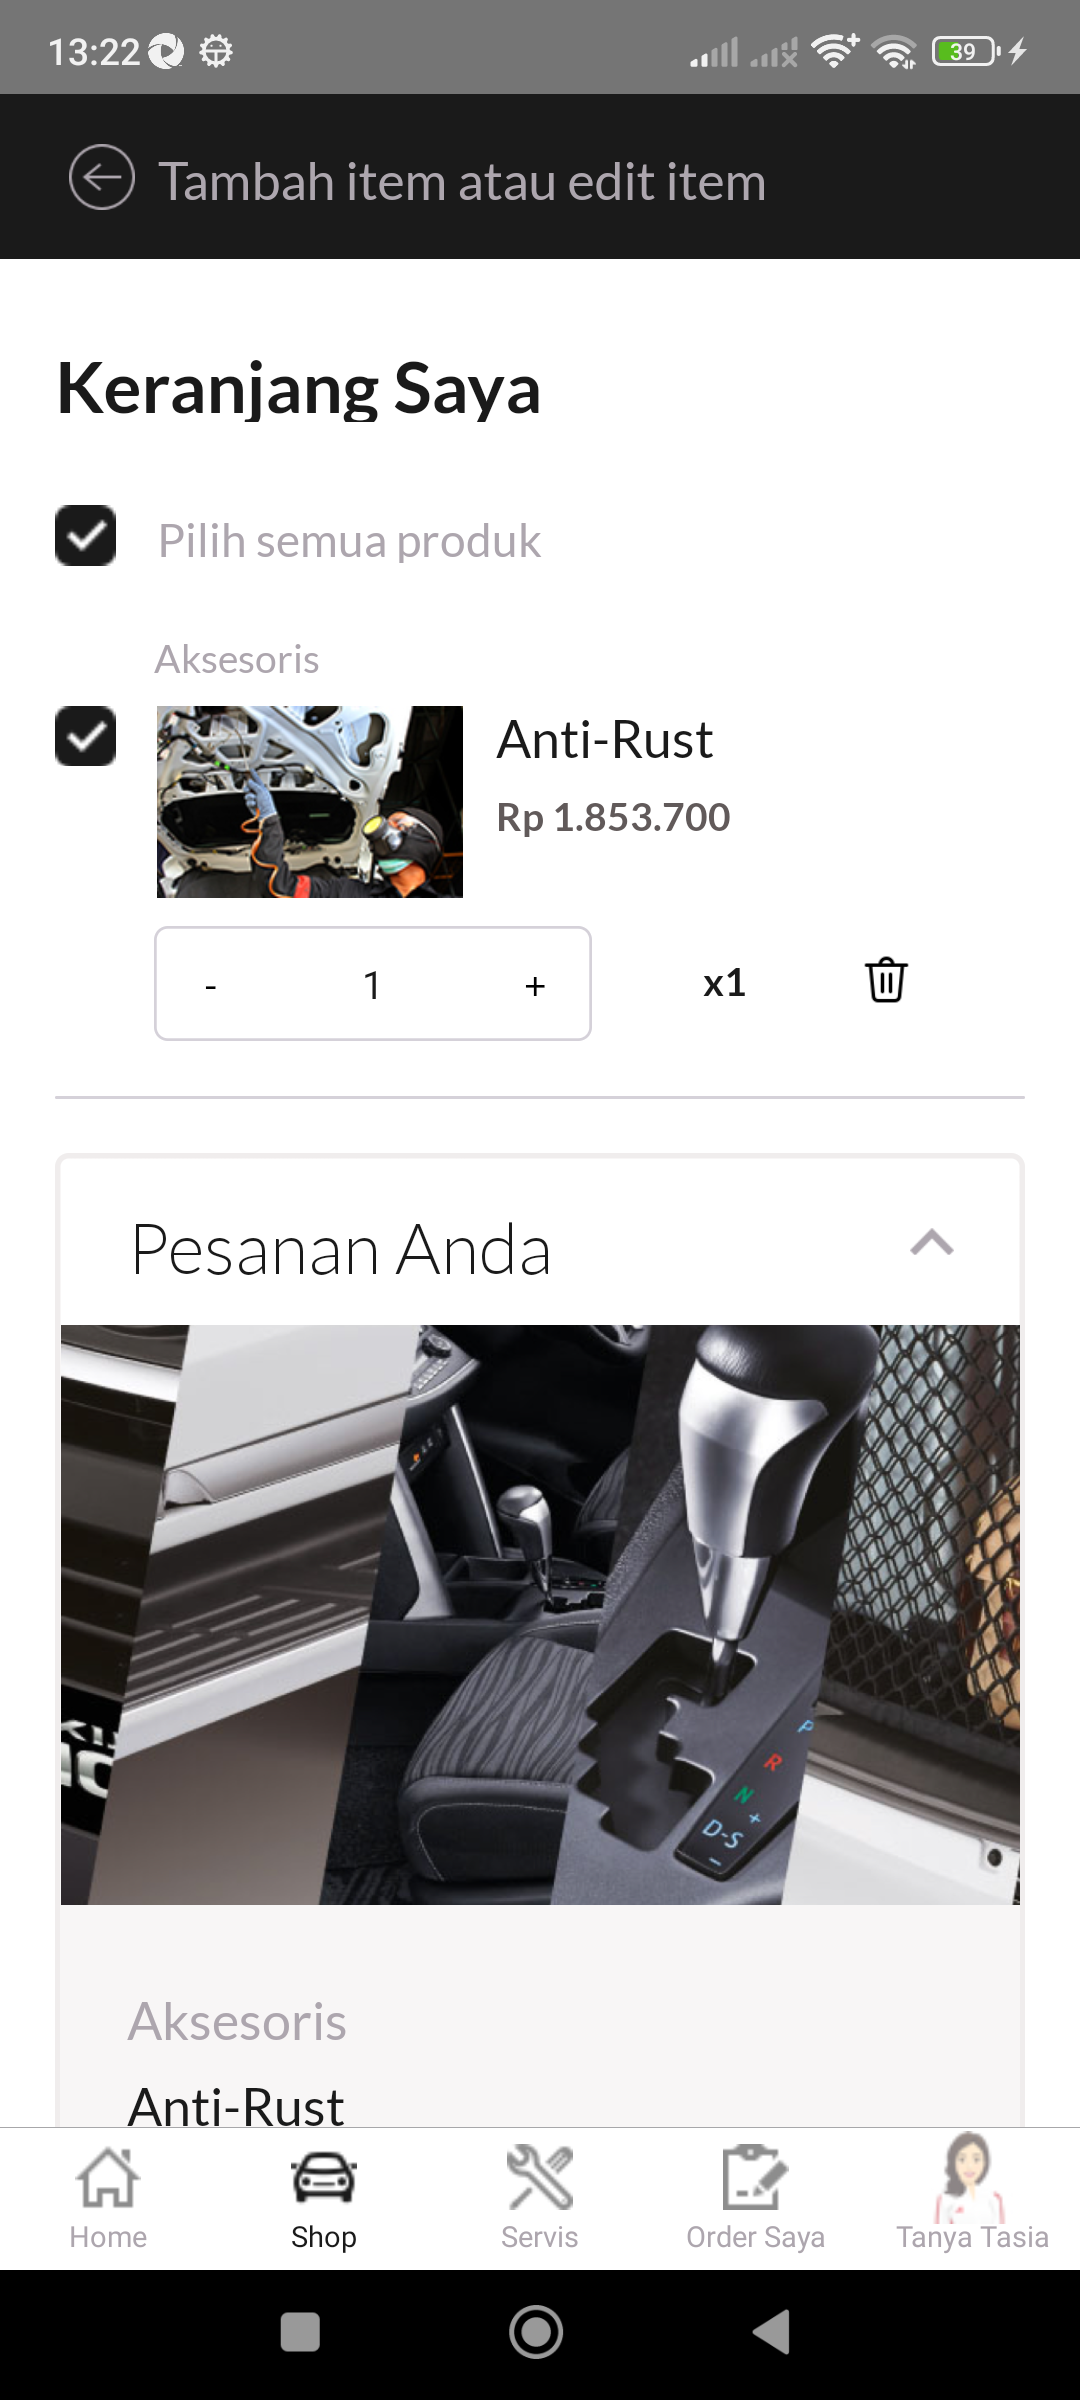 13:22
39
Tambah item atau edit item
Keranjang Saya
Pilih semua produk
Aksesoris
Anti-Rust
Rp 1.853.700
- 1 +
x1
Pesanan Anda
P
R
N
+
D-S
–
Aksesoris
Anti-Rust
Home
Shop
Servis
Order Saya
Tanya Tasia